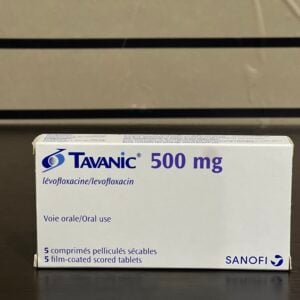 TAVANIC® 500 mg
lévofloxacine/levofloxacin
Voie orale/Oral use
5 comprimés pelliculés sécables
5 film-coated scored tablets
SANOFI